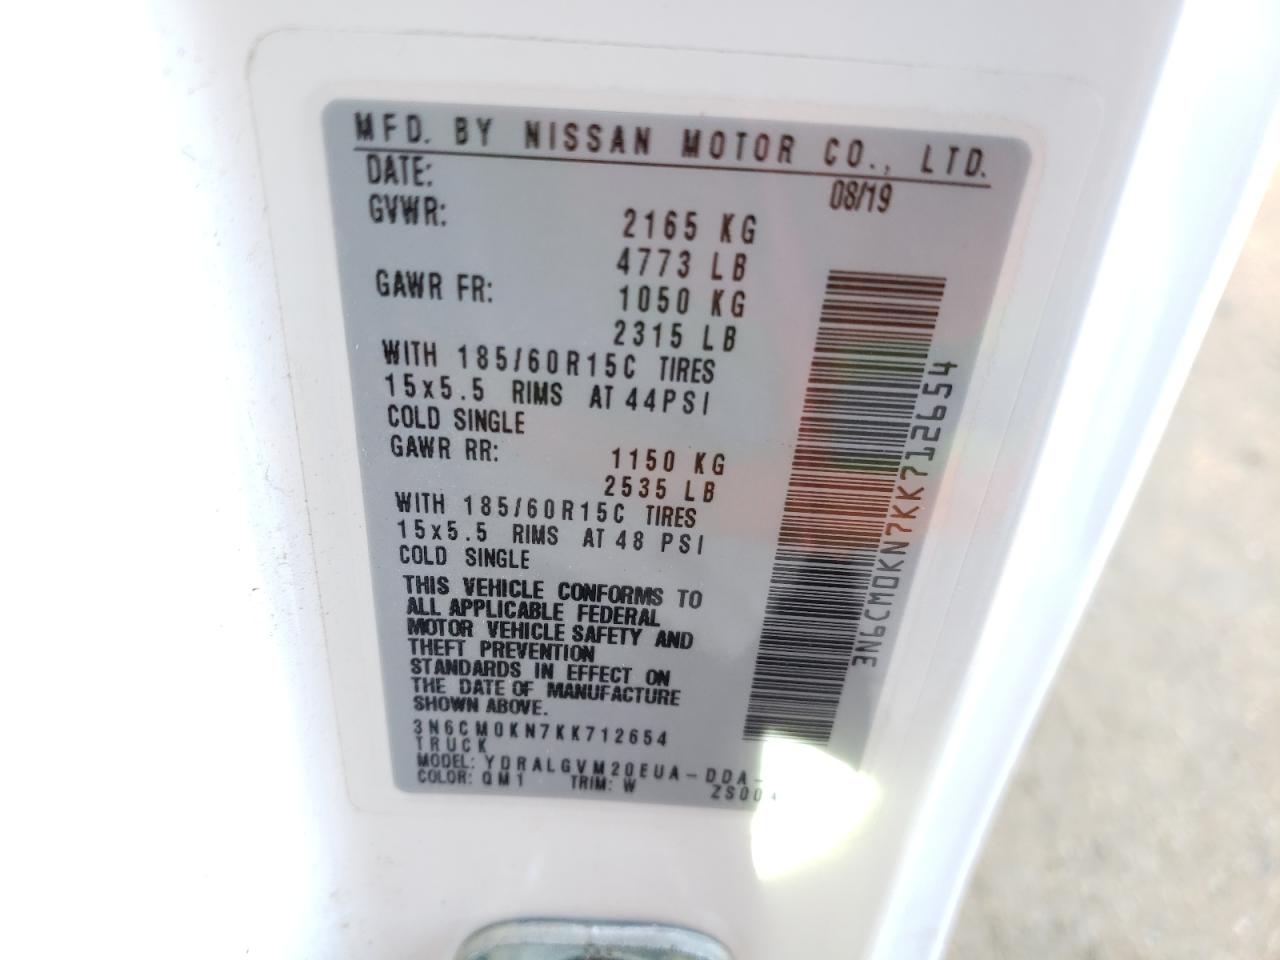 MFD. BY NISSAN MOTOR CO., LTD.
DATE: 08/19
GVWR: 2165 KG
4773 LB
GAWR FR: 1050 KG
2315 LB
WITH 185/60R15C TIRES
15x5.5 RIMS AT 44PSI
COLD SINGLE
GAWR RR: 1150 KG
2535 LB
WITH 185/60R15C TIRES
15x5.5 RIMS AT 48 PSI
COLD SINGLE
THIS VEHICLE CONFORMS TO
ALL APPLICABLE FEDERAL
MOTOR VEHICLE SAFETY AND
THEFT PREVENTION
STANDARDS IN EFFECT ON
THE DATE OF MANUFACTURE
SHOWN ABOVE.
3N6CM0KN7KK712654
TRUCK
MODEL: YDRALGVM20EUA-DDA-
COLOR: QM1 TRIM: W
3N6CM0KN7KK712654